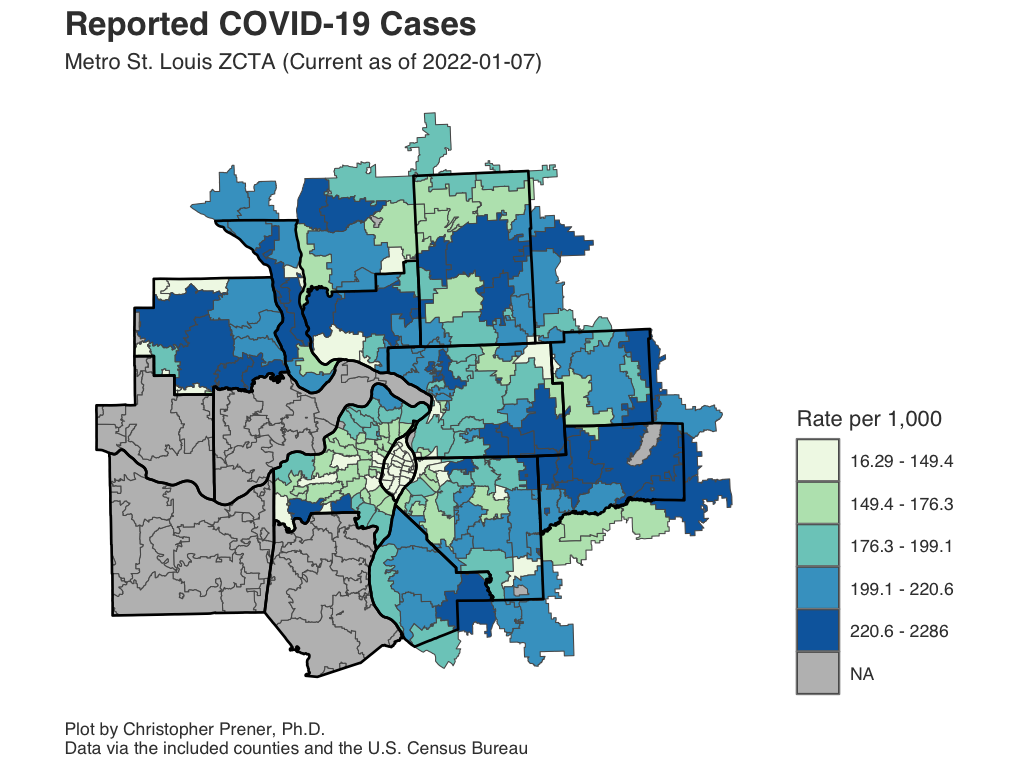 Reported COVID-19 Cases
Metro St. Louis ZCTA (Current as of 2022-01-07)
Rate per 1,000
16.29 - 149.4
149.4 - 176.3
176.3 - 199.1
199.1 - 220.6
220.6 - 2286
NA
Plot by Christopher Prener, Ph.D.
Data via the included counties and the U.S. Census Bureau